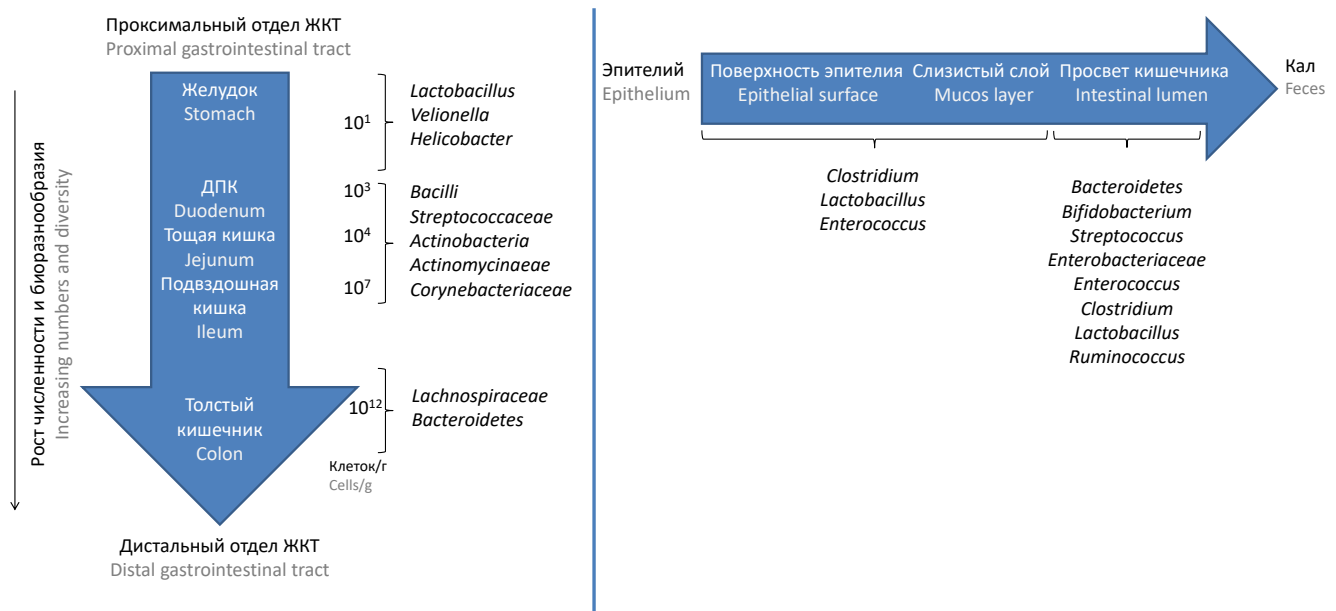 Проксимальный отдел ЖКТ
Proximal gastrointestinal tract
Рост численности и биоразнообразия
Increasing numbers and diversity
Желудок
Stomach
10¹
Lactobacillus
Velionella
Helicobacter
ДПК
Duodenum
Тощая кишка
Jejunum
Подвздошная
кишка
Ileum
10³
10⁴
10⁷
Bacilli
Streptococcaceae
Actinobacteria
Actinomycinaeae
Corynebacteriaceae
Толстый
кишечник
Colon
10¹²
Lachnospiraceae
Bacteroidetes
Клеток/г
Cells/g
Дистальный отдел ЖКТ
Distal gastrointestinal tract
Эпителий
Epithelium
Поверхность эпителия
Epithelial surface
Слизистый слой
Mucos layer
Просвет кишечника
Intestinal lumen
Кал
Feces
Clostridium
Lactobacillus
Enterococcus
Bacteroidetes
Bifidobacterium
Streptococcus
Enterobacteriaceae
Enterococcus
Clostridium
Lactobacillus
Ruminococcus